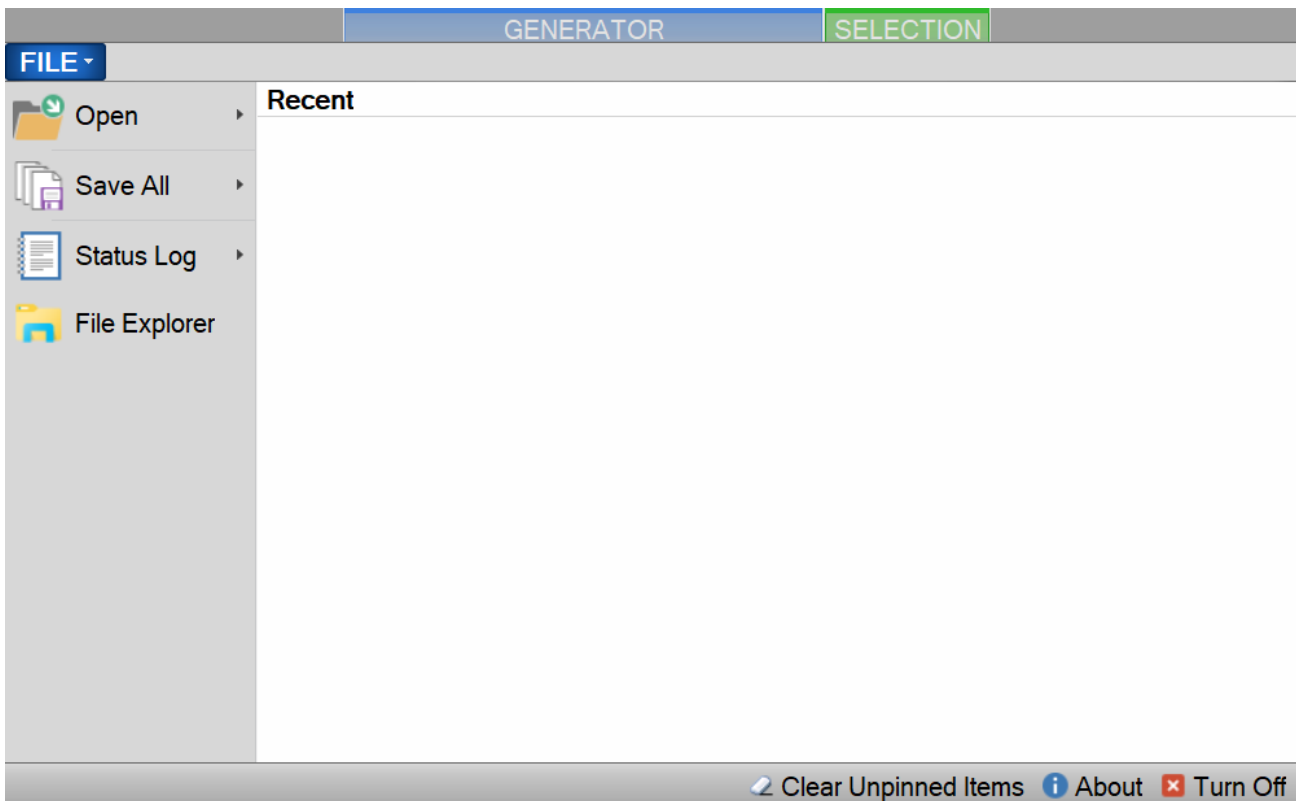 GENERATOR SELECTION
FILE
Recent
Open
Save All
Status Log
File Explorer
Clear Unpinned Items About Turn Off